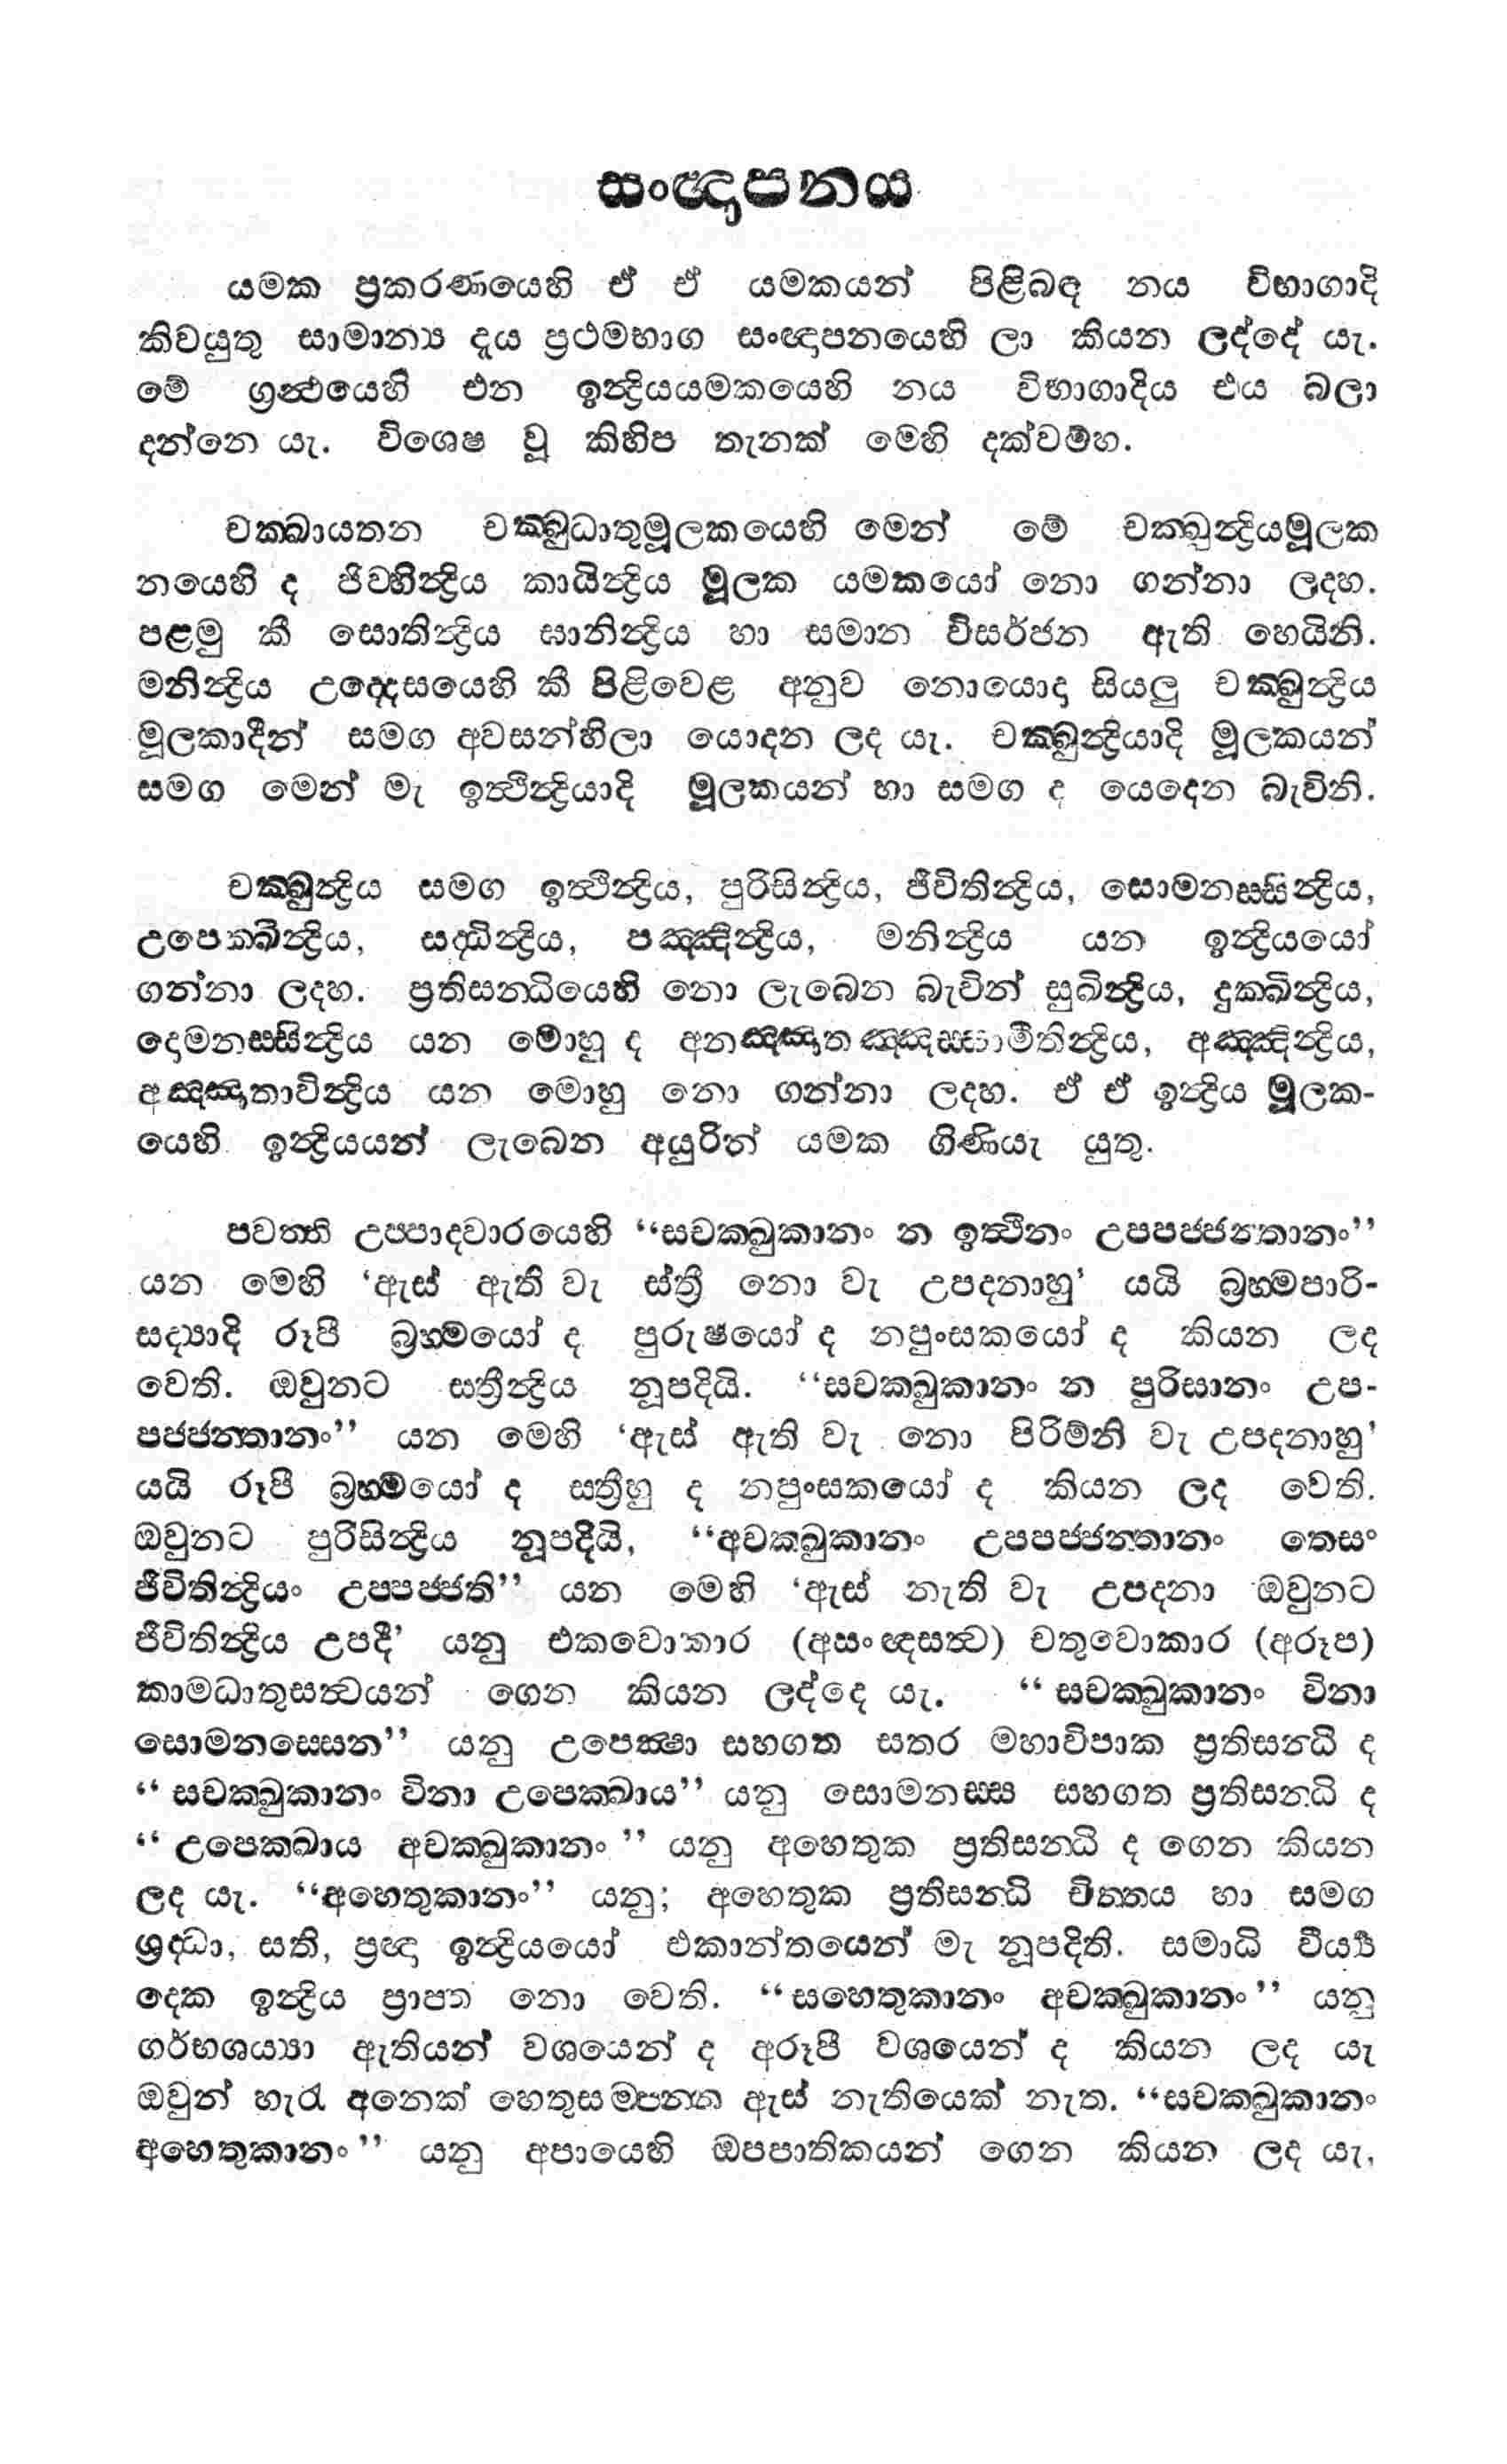 සංඥාපනය
යමක ප්‍රකරණයෙහි ඒ ඒ යමකයන් පිළිබඳ නය විභාගාදි
කිවයුතු සාමාන්‍ය දැය ප්‍රථමභාග සංඥාපනයෙහි ලා කියන ලද්දේ යැ.
මේ ග්‍රන්‍ථයෙහි එන ඉන්‍ද්‍රියයමකයෙහි නය විභාගාදිය එය බලා
දන්නෙ යැ. විශෙෂ වූ කිහිප තැනක් මෙහි දක්වම්හ.
චක්‍ඛායතන චක්‍ඛුධාතුමූලකයෙහි මෙන් මේ චක්‍ඛුන්‍ද්‍රියමූලක
නයෙහි ද ජිව්හින්‍ද්‍රිය කායින්‍ද්‍රිය මූලක යමකයෝ නො ගන්නා ලදහ.
පළමු කී සොතින්‍ද්‍රිය ඝානින්‍ද්‍රිය හා සමාන විසර්ජන ඇති හෙයිනි.
මනින්‍ද්‍රිය උද්‍දෙසයෙහි කී පිළිවෙළ අනුව නොයොදා සියලු චක්‍ඛුන්‍ද්‍රිය
මූලකාදීන් සමග අවසන්හිලා යොදන ලද යැ. චක්‍ඛුන්‍ද්‍රියාදි මූලකයන්
සමග මෙන් මැ ඉත්‍ථින්‍ද්‍රියාදි මූලකයන් හා සමග ද යෙදෙන බැවිනි.
චක්‍ඛුන්‍ද්‍රිය සමග ඉත්‍ථින්‍ද්‍රිය, පුරිසින්‍ද්‍රිය, ජීවිතින්‍ද්‍රිය, සොමනස්‍සින්‍ද්‍රිය,
උපෙක්‍ඛින්‍ද්‍රිය, සද්‍ධින්‍ද්‍රිය, පඤ්‍ඤින්‍ද්‍රිය, මනින්‍ද්‍රිය යන ඉන්‍ද්‍රියයෝ
ගන්නා ලදහ. ප්‍රතිසන්‍ධියෙහි නො ලැබෙන බැවින් සුඛින්‍ද්‍රිය, දුක්‍ඛින්‍ද්‍රිය,
දොමනස්‍සින්‍ද්‍රිය යන මොහු ද අනඤ්‍ඤාතඤ්‍ඤස්‍සාමීතින්‍ද්‍රිය, අඤ්‍ඤින්‍ද්‍රිය,
අඤ්‍ඤාතාවින්‍ද්‍රිය යන මොහු නො ගන්නා ලදහ. ඒ ඒ ඉන්‍ද්‍රිය මූලක-
යෙහි ඉන්‍ද්‍රියයන් ලැබෙන අයුරින් යමක ගිණියැ යුතු.
පවත්‍ති උප්‍පාදවාරයෙහි “සචක්‍ඛුකානං න ඉත්‍ථීනං උපපජ්‍ජන්‍තානං”
යන මෙහි ‘ඇස් ඇති වැ ස්ත්‍රී නො වැ උපදනාහු’ යයි බ්‍රහ්‍මපාරි-
සද්‍යාදි රූපී බ්‍රහ්‍මයෝ ද පුරුෂයෝ ද නපුංසකයෝ ද කියන ලද
වෙති. ඔවුනට ස්‍ත්‍රීන්‍ද්‍රිය නූපදියි. “සචක්‍ඛුකානං න පුරිසානං උප-
පජ්‍ජන්‍තානං” යන මෙහි ‘ඇස් ඇති වැ නො පිරිම්නි වැ උපදනාහු’
යයි රූපී බ්‍රහ්‍මයෝ ද ස්‍ත්‍රීහු ද නපුංසකයෝ ද කියන ලද වෙති.
ඔවුනට පුරිසින්‍ද්‍රිය නූපදියි, “අචක්‍ඛුකානං උපපජ්‍ජන්‍තානං තෙසං
ජීවිතින්‍ද්‍රියං උප්‍පජ්‍ජති” යන මෙහි ‘ඇස් නැති වැ උපදනා ඔවුනට
ජීවිතින්‍ද්‍රිය උපදී’ යනු එකවොකාර (අසංඥසත්‍ව) චතුවොකාර (අරූප)
කාමධාතුසත්‍වයන් ගෙන කියන ලද්දෙ යැ. “සචක්‍ඛුකානං විනා
සොමනස්‍සෙන” යනු උපෙක්‍ෂා සහගත සතර මහාවිපාක ප්‍රතිසන්‍ධි ද
“සචක්‍ඛුකානං විනා උපෙක්‍ඛාය” යනු සොමනස්‍ස සහගත ප්‍රතිසන්‍ධි ද
“උපෙක්‍ඛාය අචක්‍ඛුකානං” යනු අහෙතුක ප්‍රතිසන්‍ධි ද ගෙන කියන
ලද යැ. “අහෙතුකානං” යනු; අහෙතුක ප්‍රතිසන්‍ධි චිත්‍තය හා සමග
ශ්‍රද්‍ධා, සති, ප්‍රඥා ඉන්‍ද්‍රියයෝ එකාන්තයෙන් මැ නූපදිති. සමාධි වීර්‍ය්‍ය
දෙක ඉන්‍ද්‍රිය ප්‍රාප්‍ත නො වෙති. “සහෙතුකානං අචක්‍ඛුකානං” යනු
ගර්භශය්‍යා ඇතියන් වශයෙන් ද අරූපී වශයෙන් ද කියන ලද යැ
ඔවුන් හැර අනෙක් හෙතුසම්පන්‍න ඇස් නැතියෙක් නැත. “සචක්‍ඛුකානං
අහෙතුකානං” යනු අපායෙහි ඔපපාතිකයන් ගෙන කියන ලද යැ,